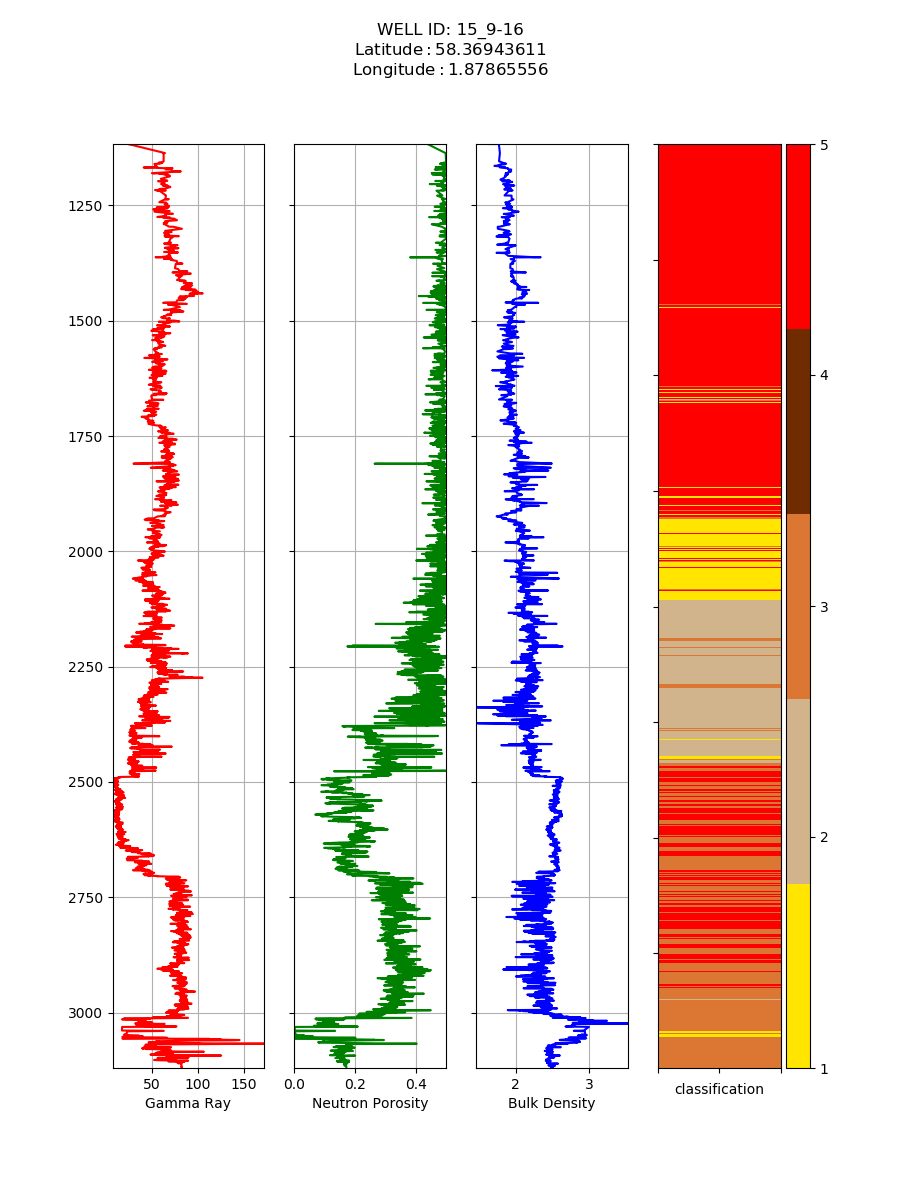 WELL ID: 15_9-16
Latitude : 58.36943611
Longitude : 1.87865556
1250
1500
1750
2000
2250
2500
2750
3000
50 100 150
Gamma Ray
0.0 0.2 0.4
Neutron Porosity
2 3
Bulk Density
classification
5
4
3
2
1